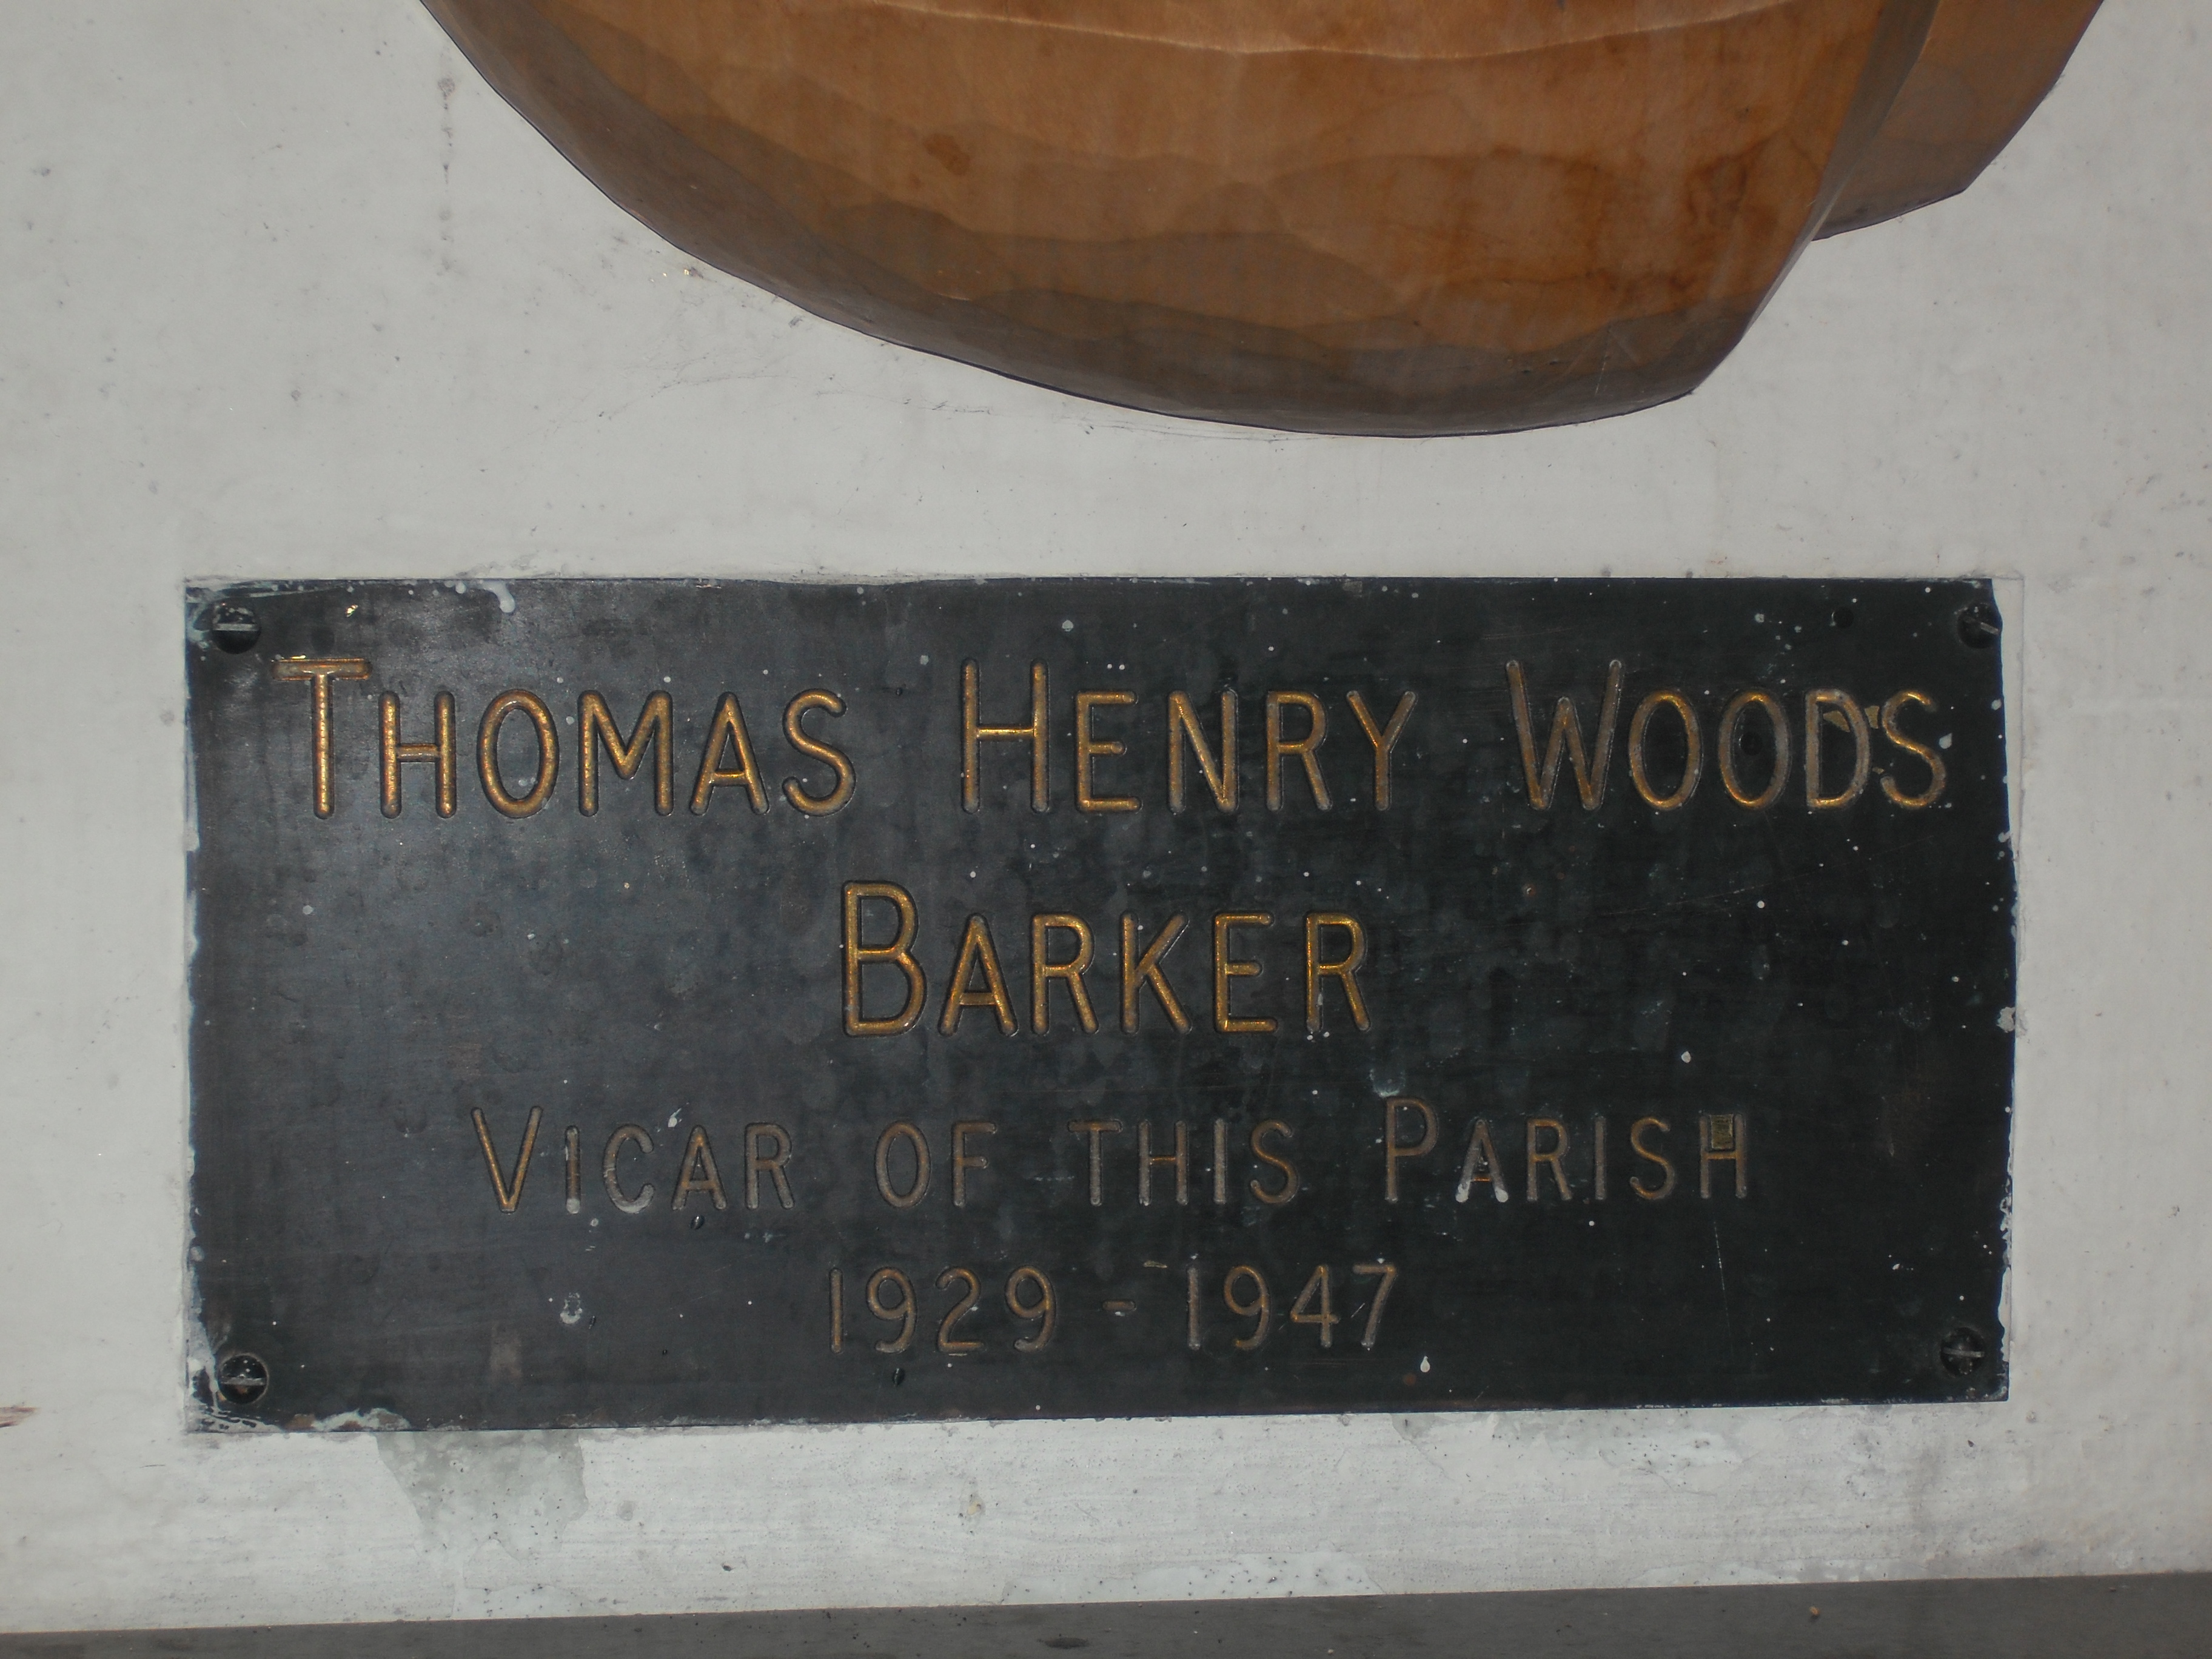 THOMAS HENRY WOODS
BARKER
VICAR OF THIS PARISH
1929 - 1947